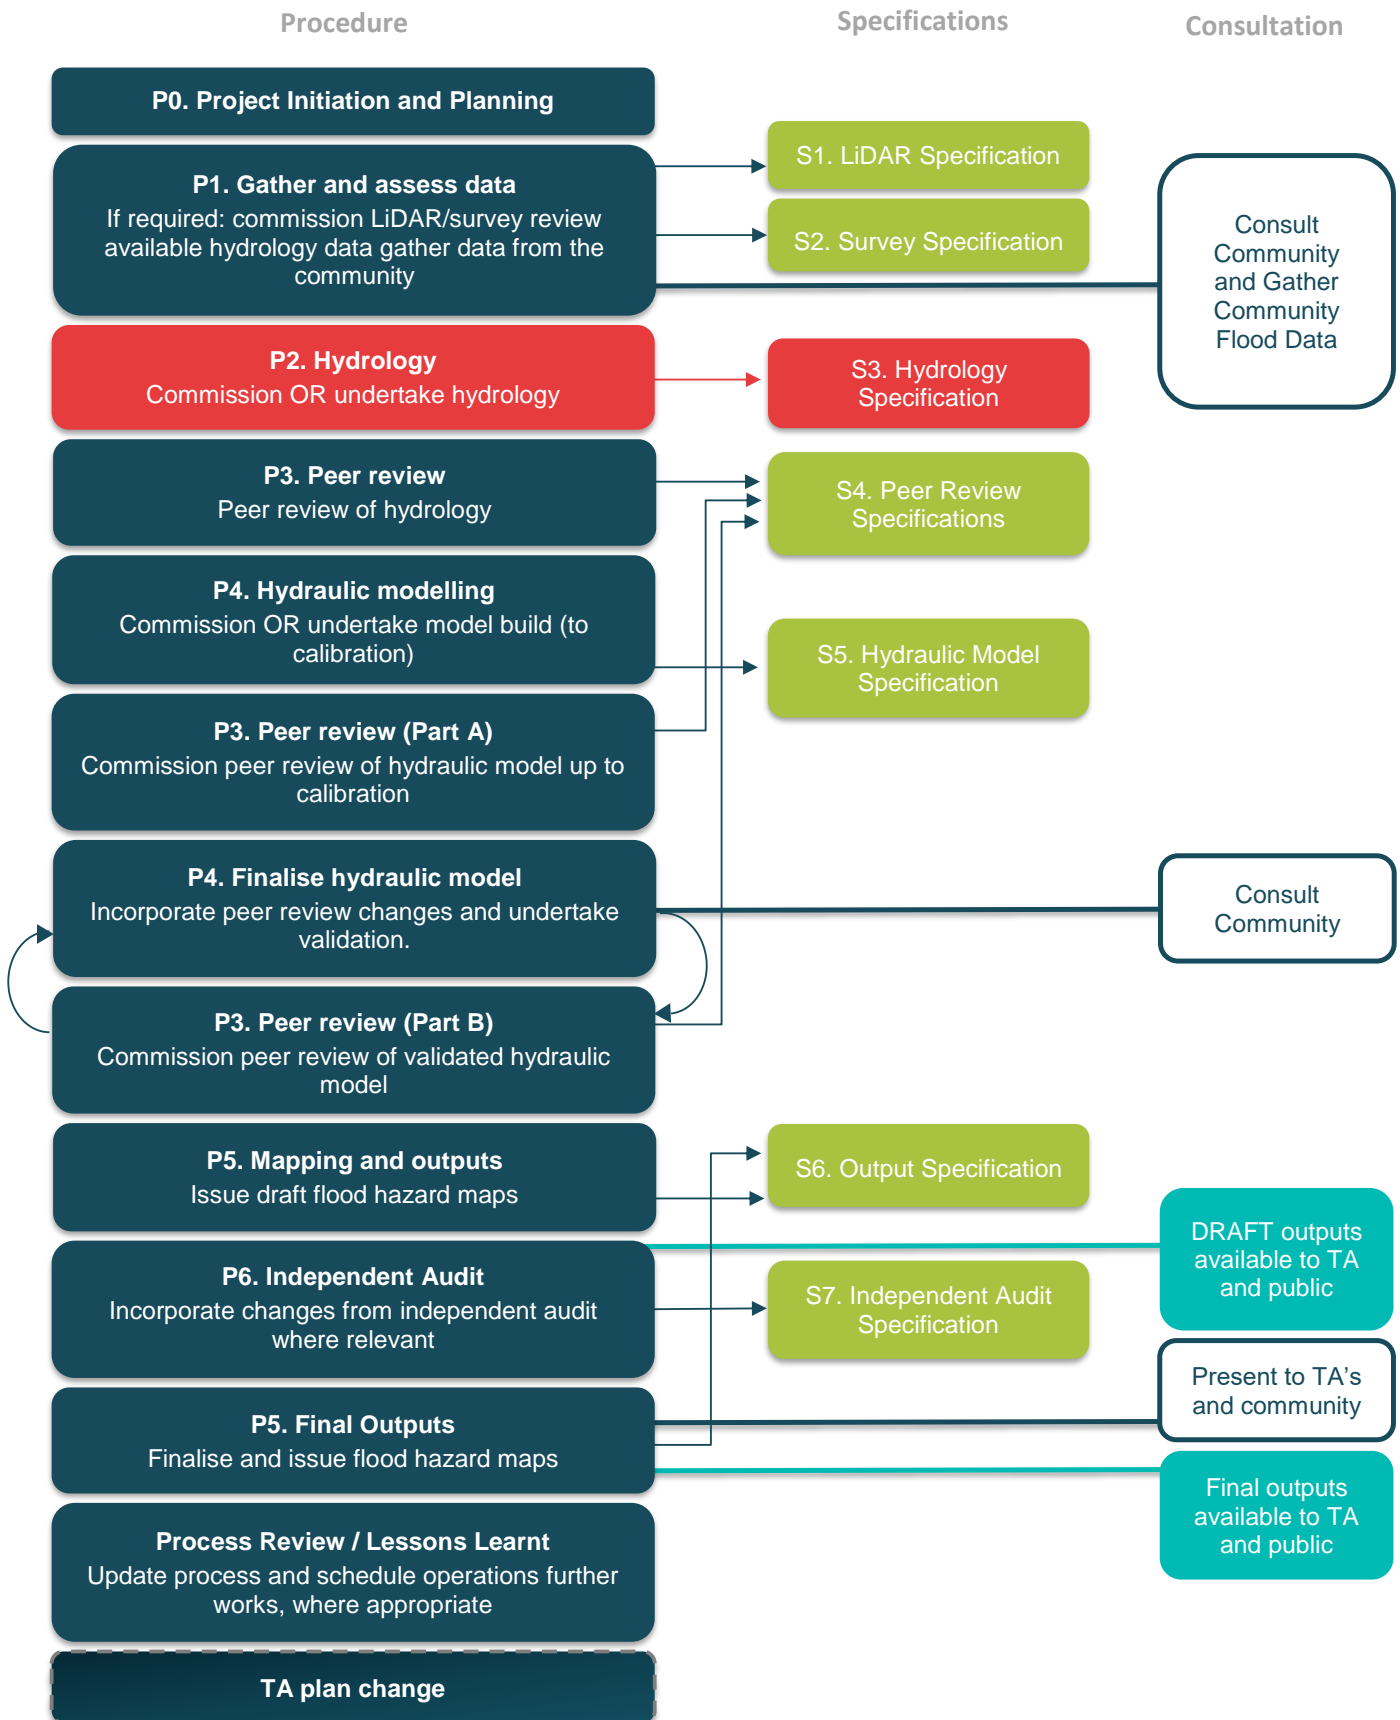 Procedure
Specifications
Consultation
P0. Project Initiation and Planning
P1. Gather and assess data
If required: commission LiDAR/survey review
available hydrology data gather data from the
community
S1. LiDAR Specification
S2. Survey Specification
Consult
Community
and Gather
Community
Flood Data
P2. Hydrology
Commission OR undertake hydrology
S3. Hydrology
Specification
P3. Peer review
Peer review of hydrology
S4. Peer Review
Specifications
P4. Hydraulic modelling
Commission OR undertake model build (to
calibration)
S5. Hydraulic Model
Specification
P3. Peer review (Part A)
Commission peer review of hydraulic model up to
calibration
P4. Finalise hydraulic model
Incorporate peer review changes and undertake
validation.
Consult
Community
P3. Peer review (Part B)
Commission peer review of validated hydraulic
model
P5. Mapping and outputs
Issue draft flood hazard maps
S6. Output Specification
DRAFT outputs
available to TA
and public
P6. Independent Audit
Incorporate changes from independent audit
where relevant
S7. Independent Audit
Specification
Present to TA's
and community
P5. Final Outputs
Finalise and issue flood hazard maps
Final outputs
available to TA
and public
Process Review / Lessons Learnt
Update process and schedule operations further
works, where appropriate
TA plan change